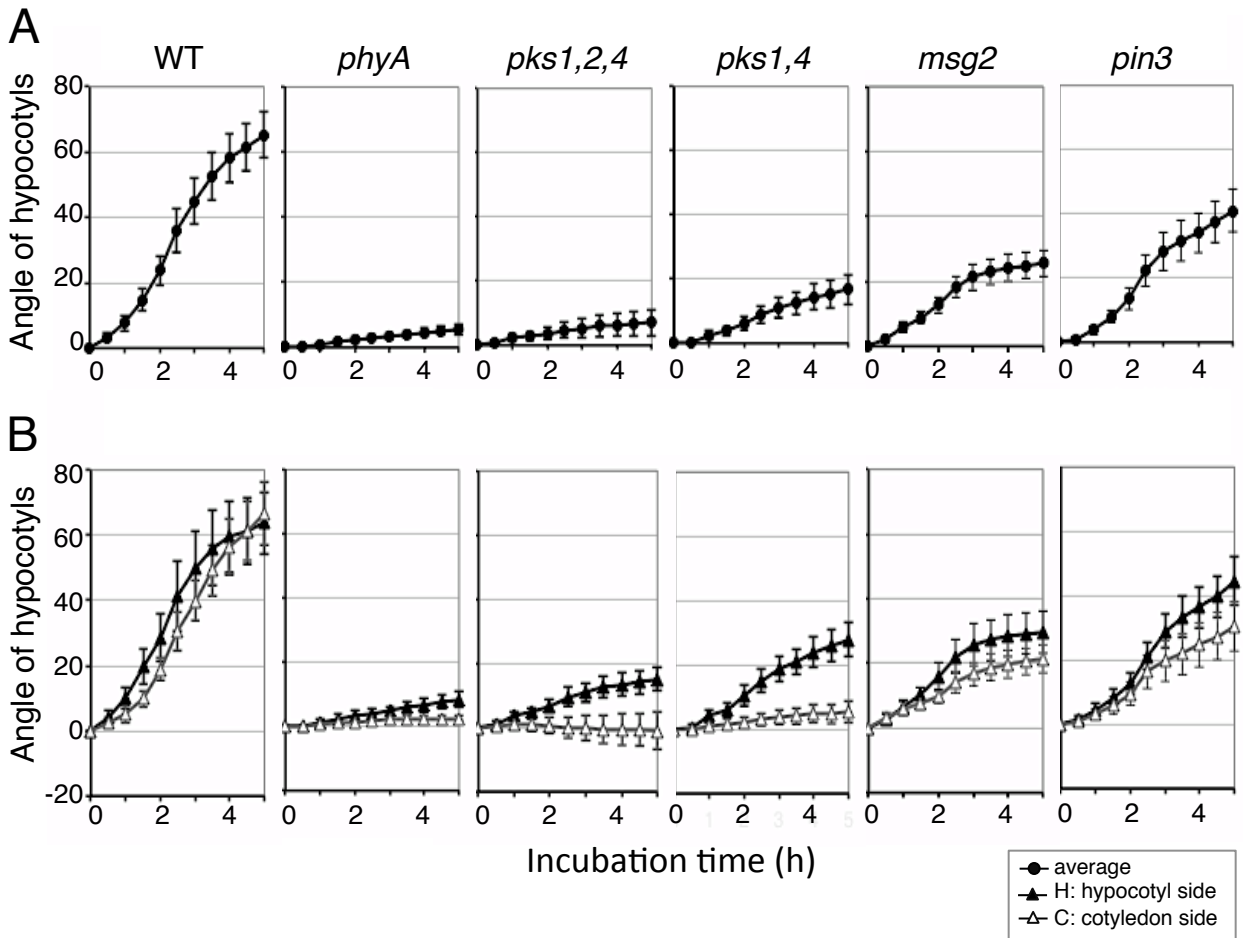 A
WT phyA pks1,2,4 pks1,4 msg2 pin3
Angle of hypocotyls
80
60
40
20
0
0 2 4 0 2 4 0 2 4 0 2 4 0 2 4 0 2 4
B
Angle of hypocotyls
80
60
40
20
0
-20
0 2 4 0 2 4 0 2 4 0 2 4 0 2 4 0 2 4
1 3 5
Incubation time (h)
average
H: hypocotyl side
C: cotyledon side